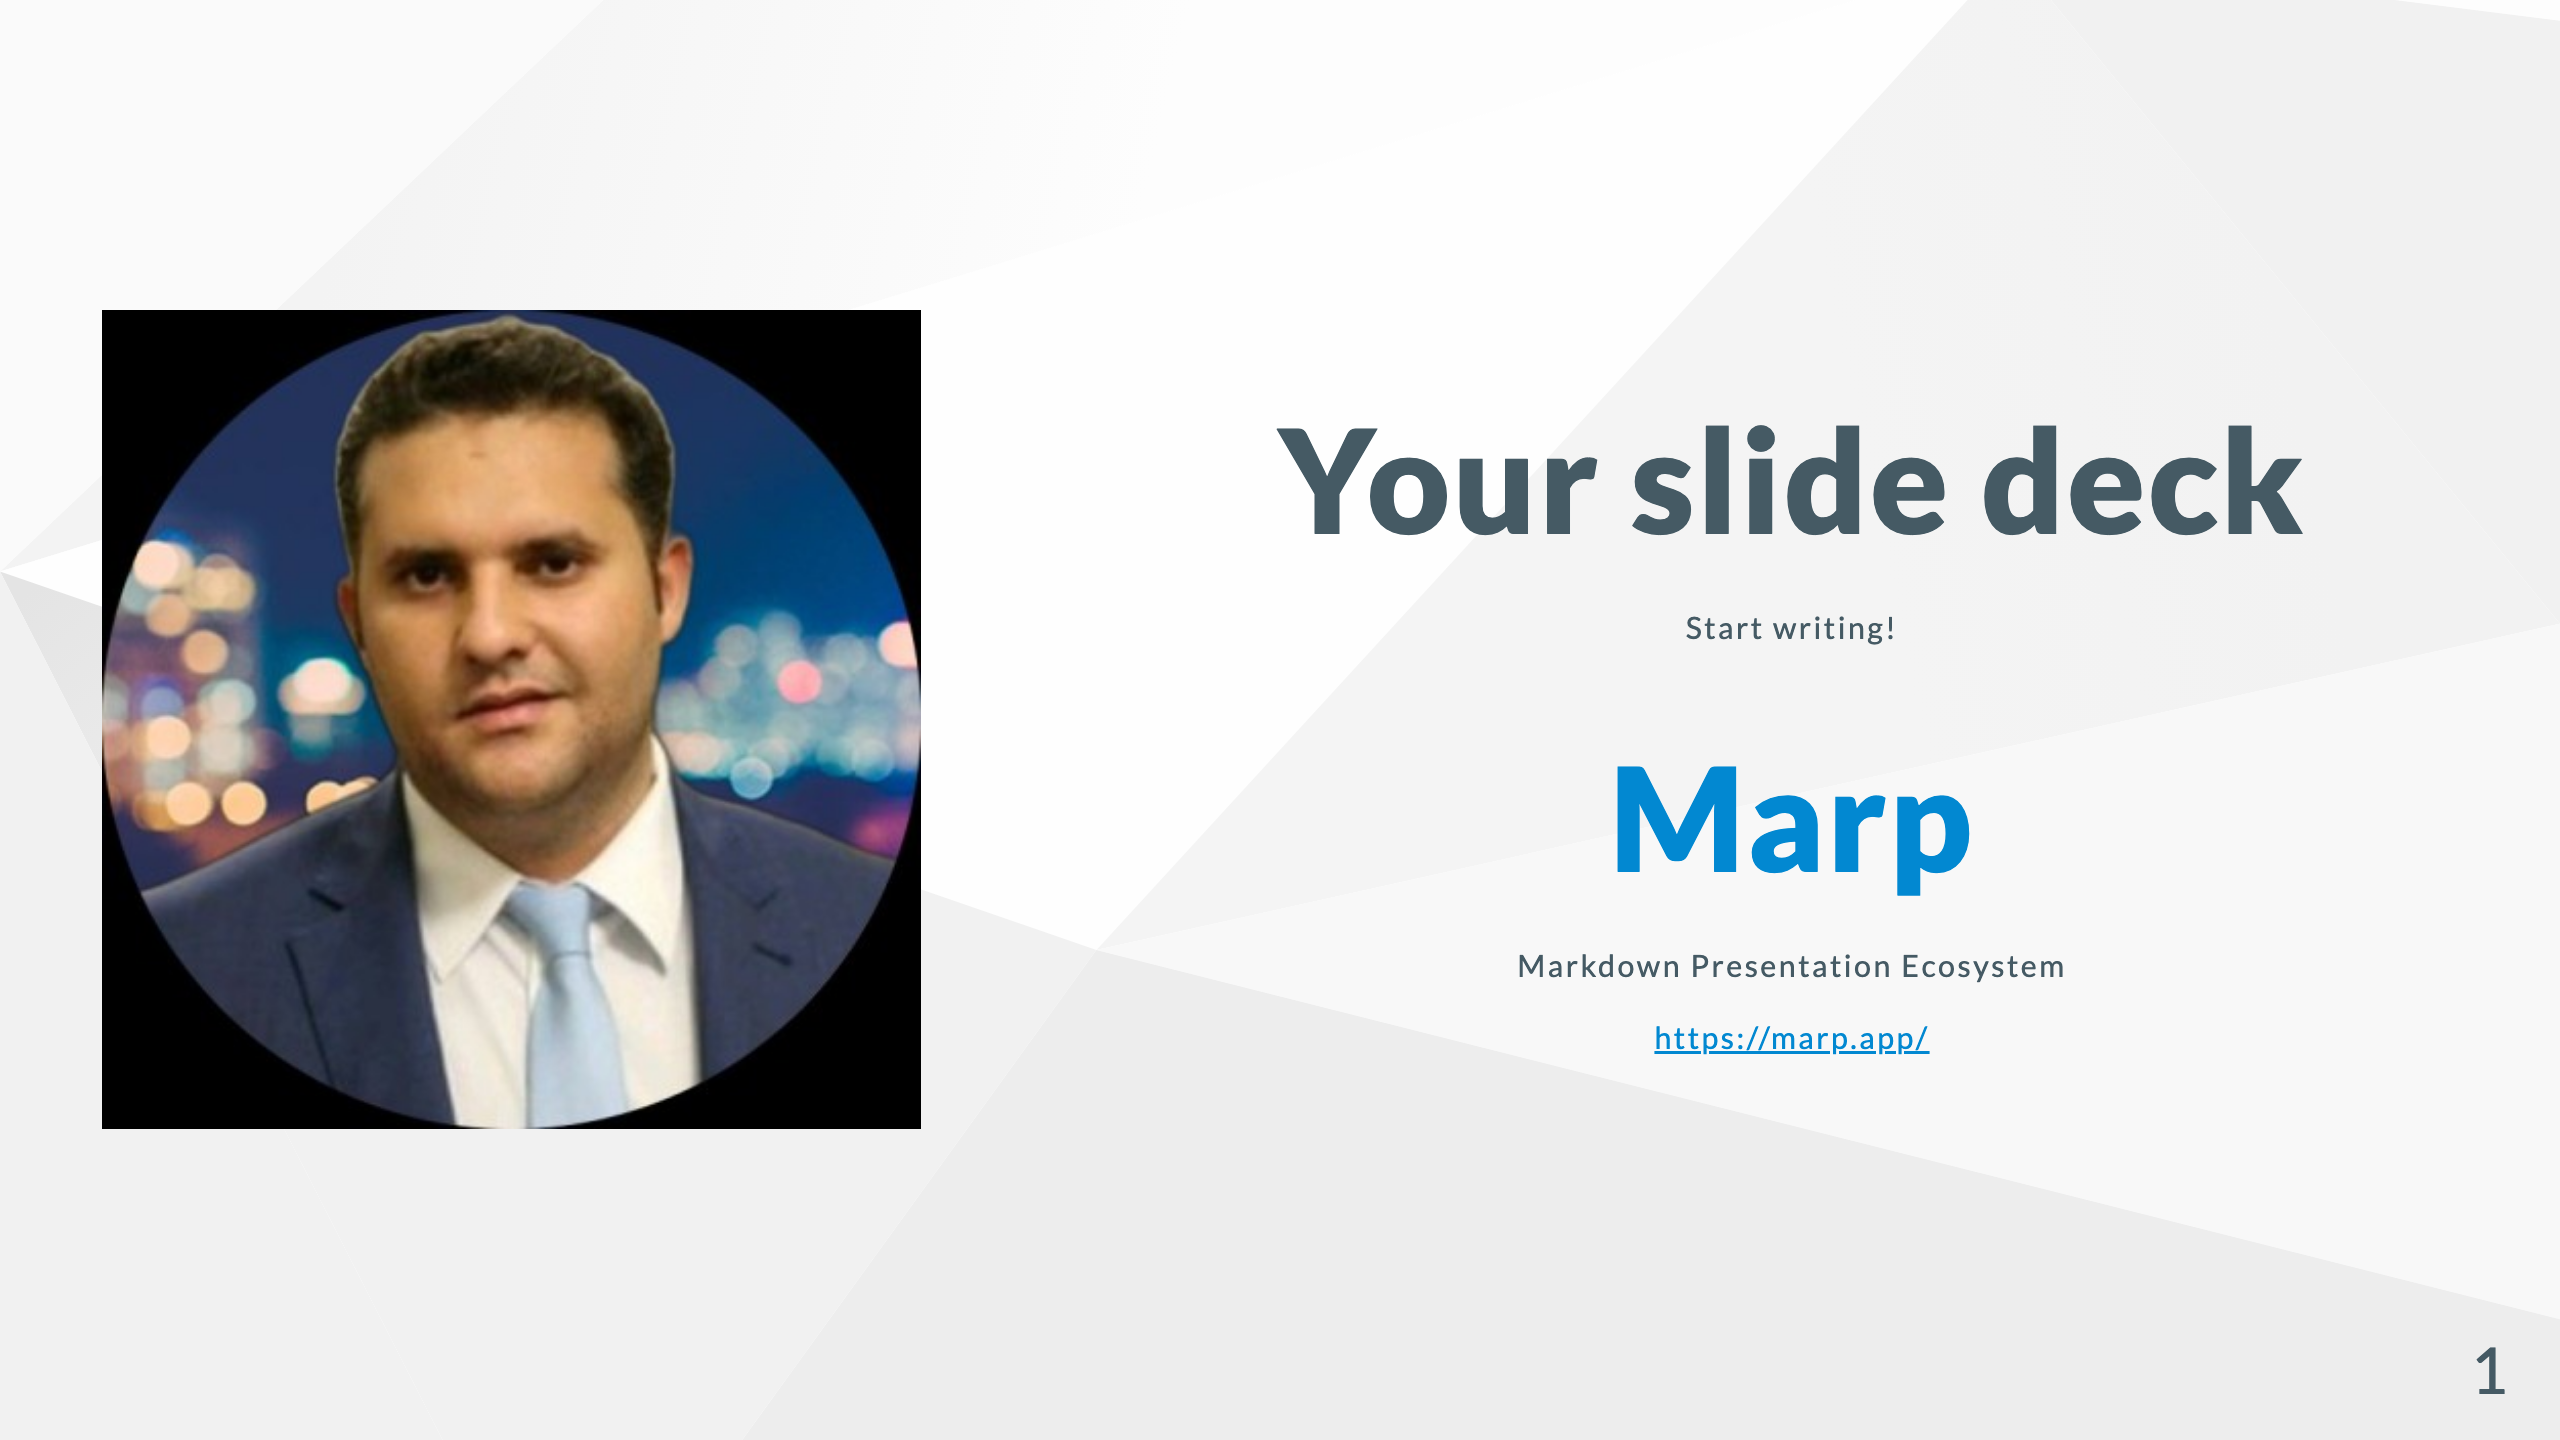 Your slide deck
Start writing!
Marp
Markdown Presentation Ecosystem
https://marp.app/
1